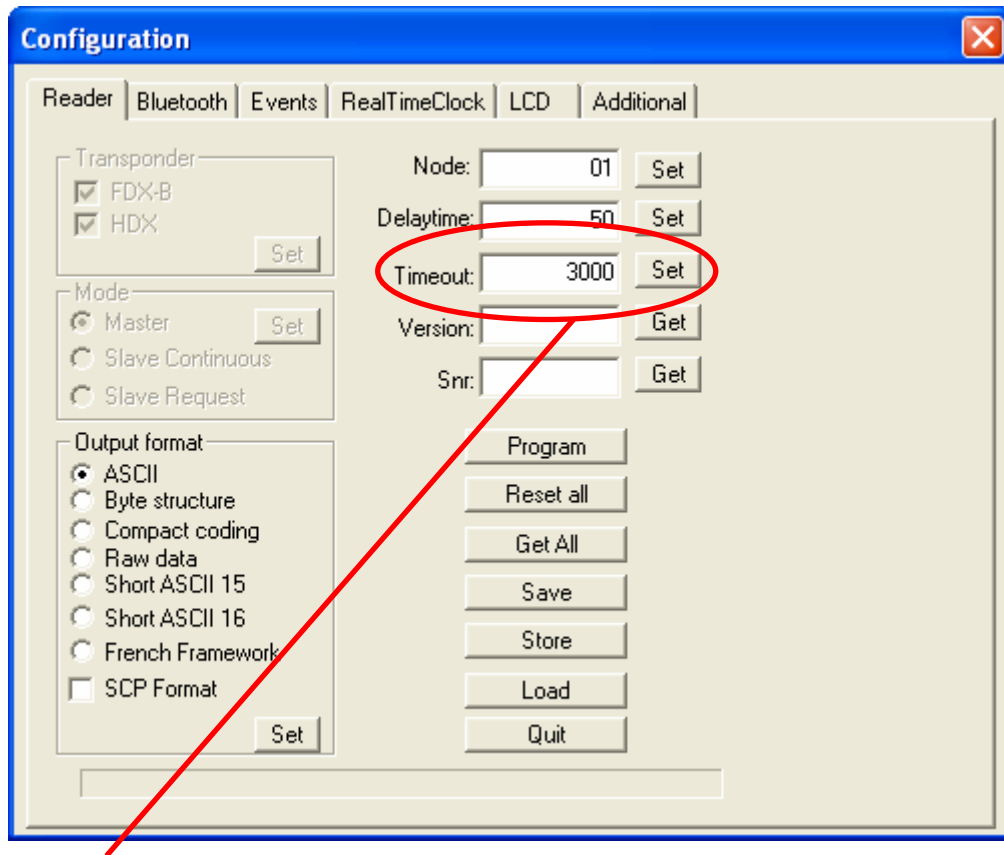 Configuration
Reader Bluetooth Events RealTimeClock LCD Additional
Transponder
FDX-B
HDX
Set
Mode
Master Set
Slave Continuous
Slave Request
Output format
ASCII
Byte structure
Compact coding
Raw data
Short ASCII 15
Short ASCII 16
French Framework
SCP Format
Set
Node: 01 Set
Delaytime: 50 Set
Timeout: 3000 Set
Version: Get
Snr: Get
Program
Reset all
Get All
Save
Store
Load
Quit